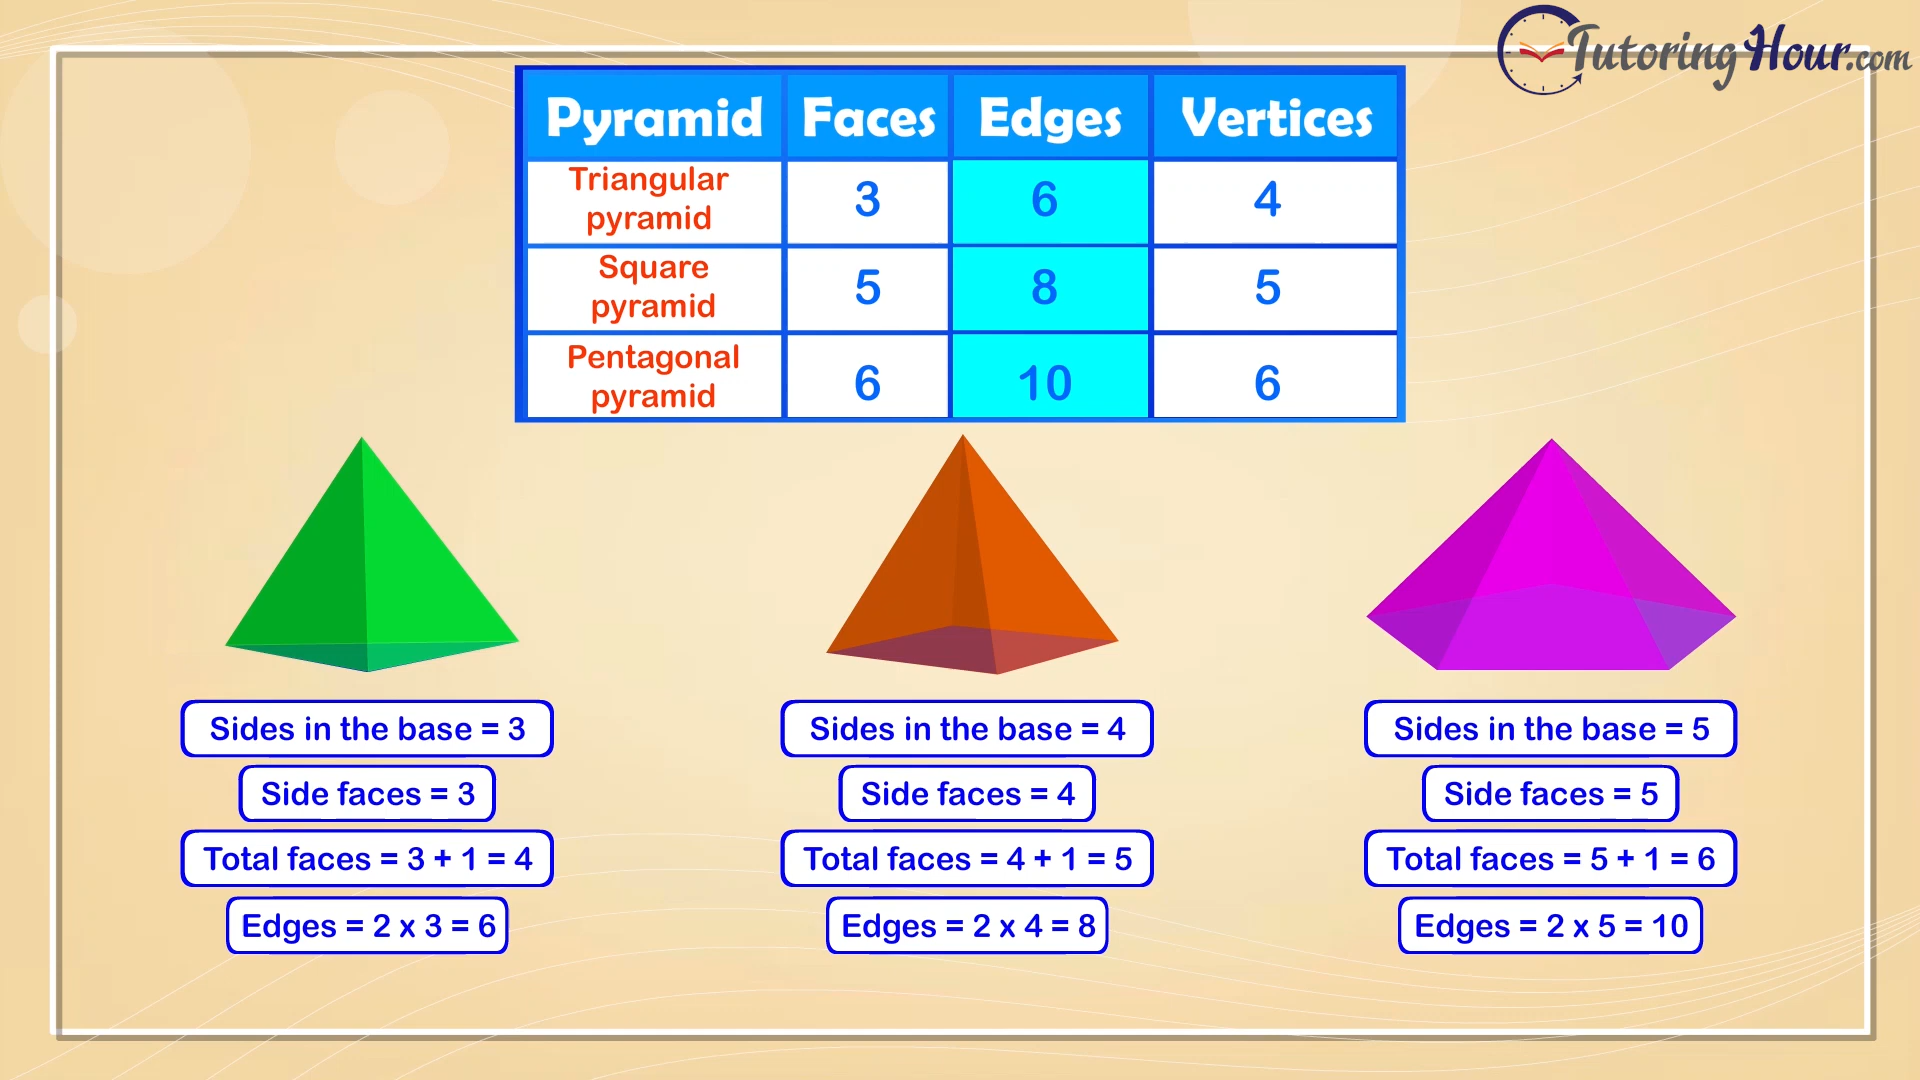 TutoringHour.com
Pyramid Faces Edges Vertices
Triangular
pyramid
3 6 4
Square
pyramid
5 8 5
Pentagonal
pyramid
6 10 6
Sides in the base = 3
Side faces = 3
Total faces = 3 + 1 = 4
Edges = 2 x 3 = 6
Sides in the base = 4
Side faces = 4
Total faces = 4 + 1 = 5
Edges = 2 x 4 = 8
Sides in the base = 5
Side faces = 5
Total faces = 5 + 1 = 6
Edges = 2 x 5 = 10